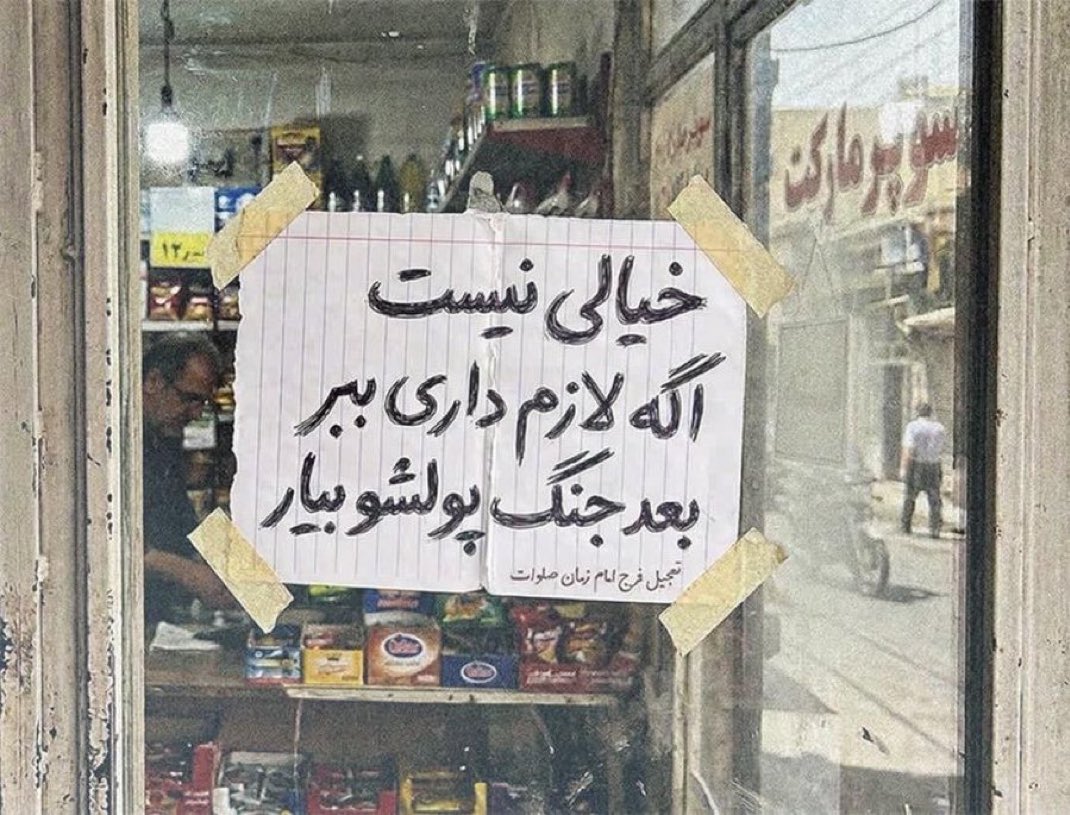 خیالی نیست
اگه لازم داری ببر
بعد جنگ پولشو بیار
تعجیل فرج امام زمان صلوات
سوپر مارکت